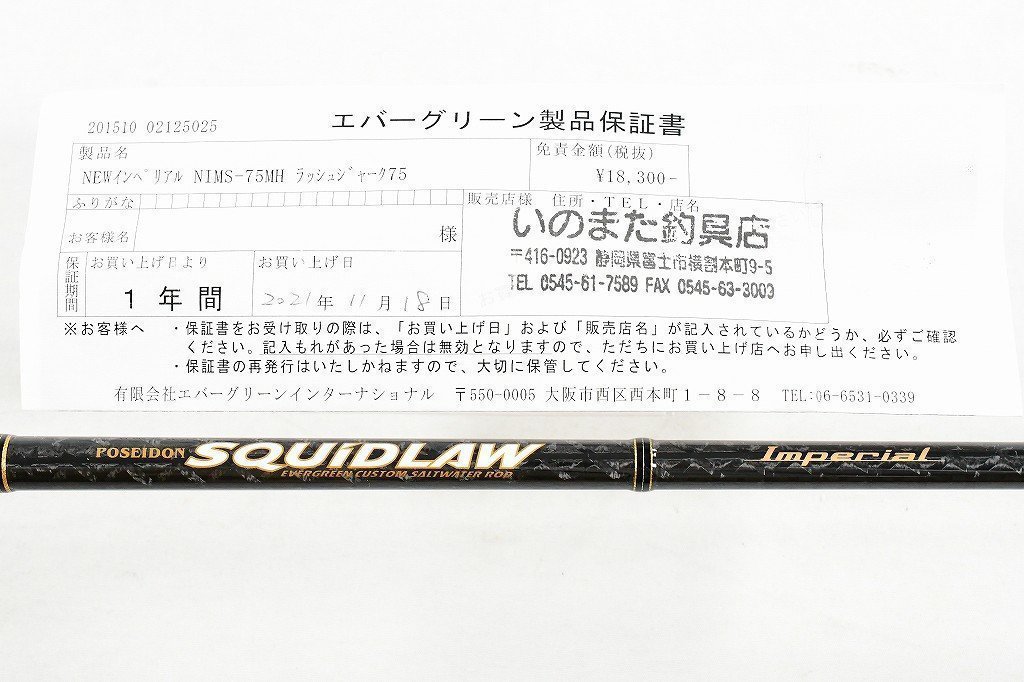 201510 02125025
エバーグリーン製品保証書
製品名
NEWインペリアル NIMS-75MH ラッシュジャーク75
免責金額(税抜)
¥18,300-
ふりがな
お客様名
様
販売店様 住所・TEL・店名
いのまた釣具店
〒416-0923 静岡県富士市横割本町9-5
TEL 0545-61-7589 FAX 0545-63-3003
保証期間
お買い上げ日より
1年間
お買い上げ日
2021年 11月 18日
※お客様へ ・保証書をお受け取りの際は、「お買い上げ日」および「販売店名」が記入されているかどうか、必ずご確認
ください。記入もれがあった場合は無効となりますので、ただちにお買い上げ店へお申し出ください。
・保証書の再発行はいたしかねますので、大切に保管してください。
有限会社エバーグリーンインターナショナル 〒550-0005 大阪市西区西本町1-8-8 TEL:06-6531-0339
POSEIDON SQUIDLAW
EVERGREEN CUSTOM SALTWATER ROD
Imperial